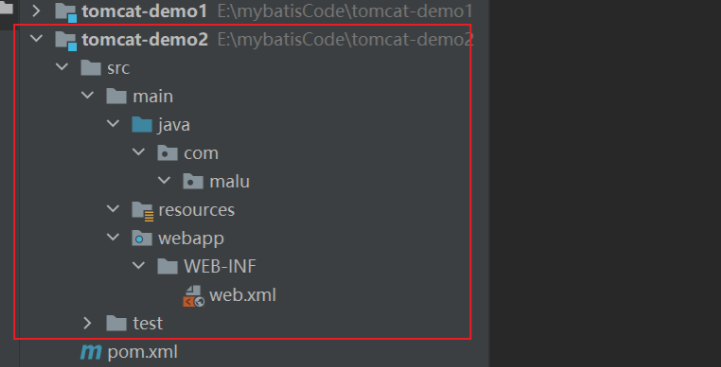 tomcat-demo1 E:\mybatisCode\tomcat-demo1
tomcat-demo2 E:\mybatisCode\tomcat-demo2
src
main
java
com
malu
resources
webapp
WEB-INF
web.xml
test
m pom.xml